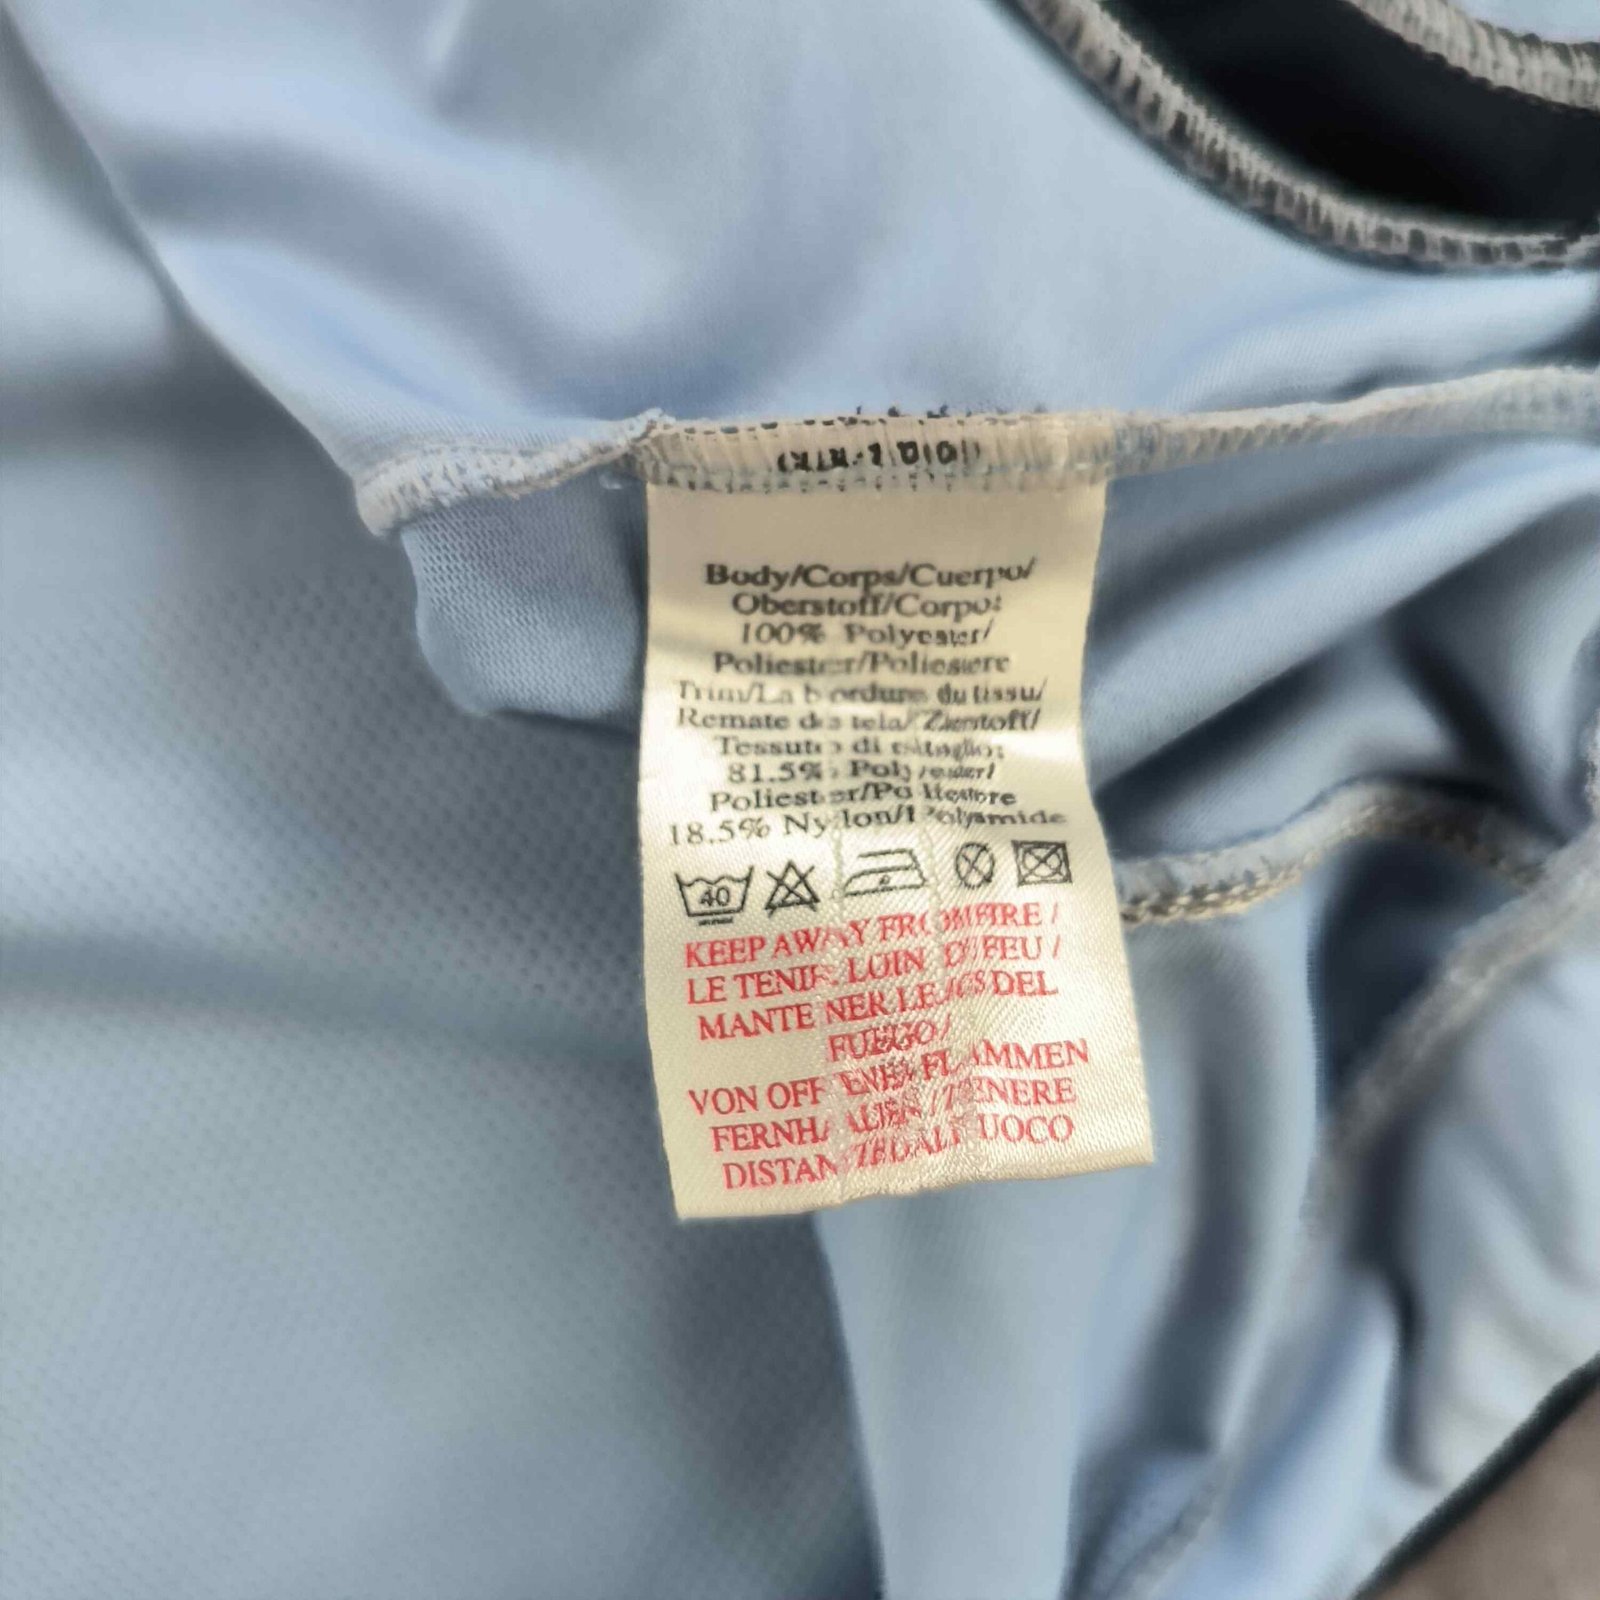 Body/Corps/Cuerpo/
Oberstoff/Corpo:
100% Polyester/
Poliester/Poliestere
Trim/La bordure du tissu/
Remate de tela/Zierstoff/
Tessuto di ritaglio:
81.5% Polyester/
Poliester/Poliestere
18.5% Nylon/Polyamide
40
KEEP AWAY FROM FIRE /
LE TENIR LOIN DU FEU /
MANTENER LEJOS DEL
FUEGO/
VON OFFENEN FLAMMEN
FERNHALTEN/TENERE
DISTANTE DAL FUOCO